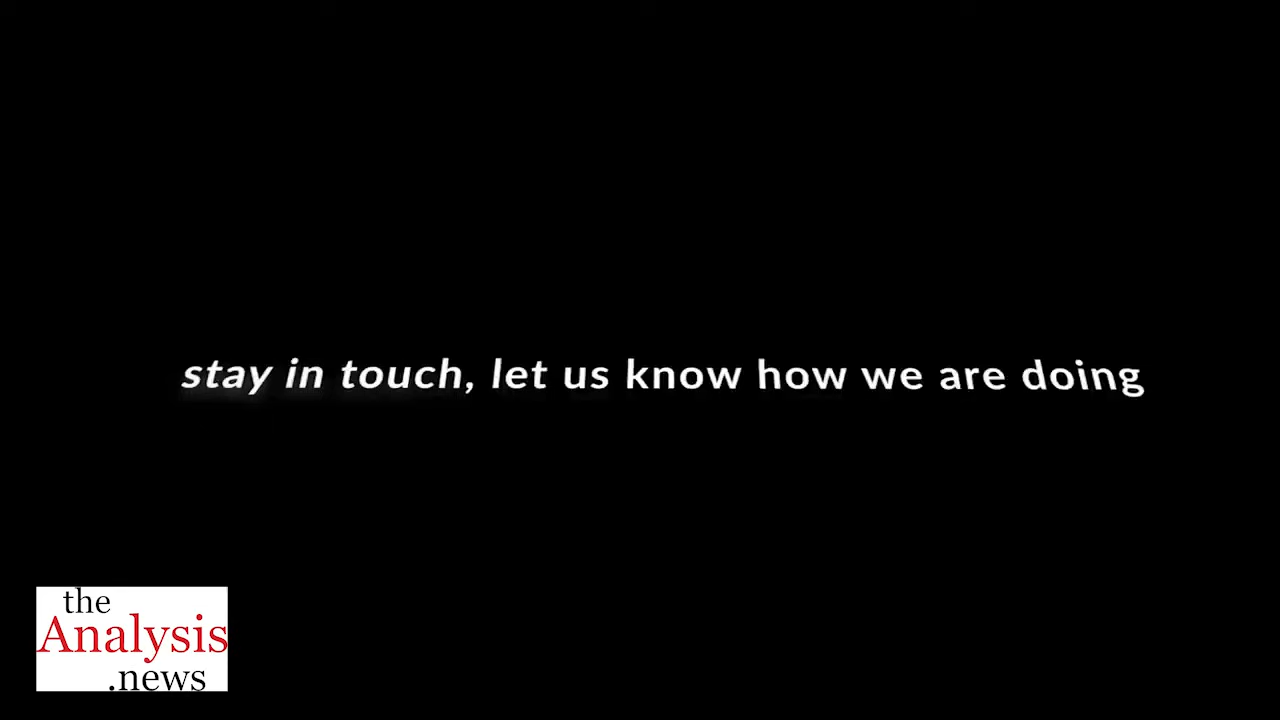 stay in touch, let us know how we are doing
the
Analysis
.news